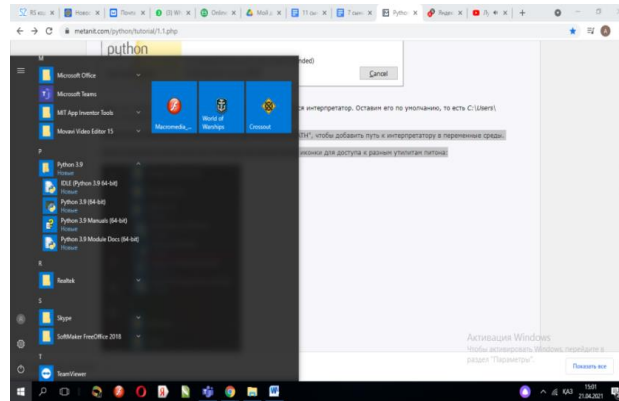 metanit.com/python/tutorial/1.1.php
python
nded)
Cancel
M
Microsoft Office
Microsoft Teams
MIT App Inventor Tools
Movavi Video Editor 15
P
Python 3.9
Новые
IDLE (Python 3.9 64-bit)
Новые
Python 3.9 (64-bit)
Новые
Python 3.9 Manuals (64-bit)
Новые
Python 3.9 Module Docs (64-bit)
Новые
R
Realtek
S
Skype
SoftMaker FreeOffice 2018
T
TeamViewer
Macromedia_...
World of
Warships
Crossout
ся интерпретатор. Оставим его по умолчанию, то есть C:\Users\
ATH", чтобы добавить путь к интерпретатору в переменные среды.
иконки для доступа к разным утилитам питона:
Активация Windows
Чтобы активировать Windows, перейдите в
раздел "Параметры".
Показать все
ҚАЗ
15:01
21.04.2021